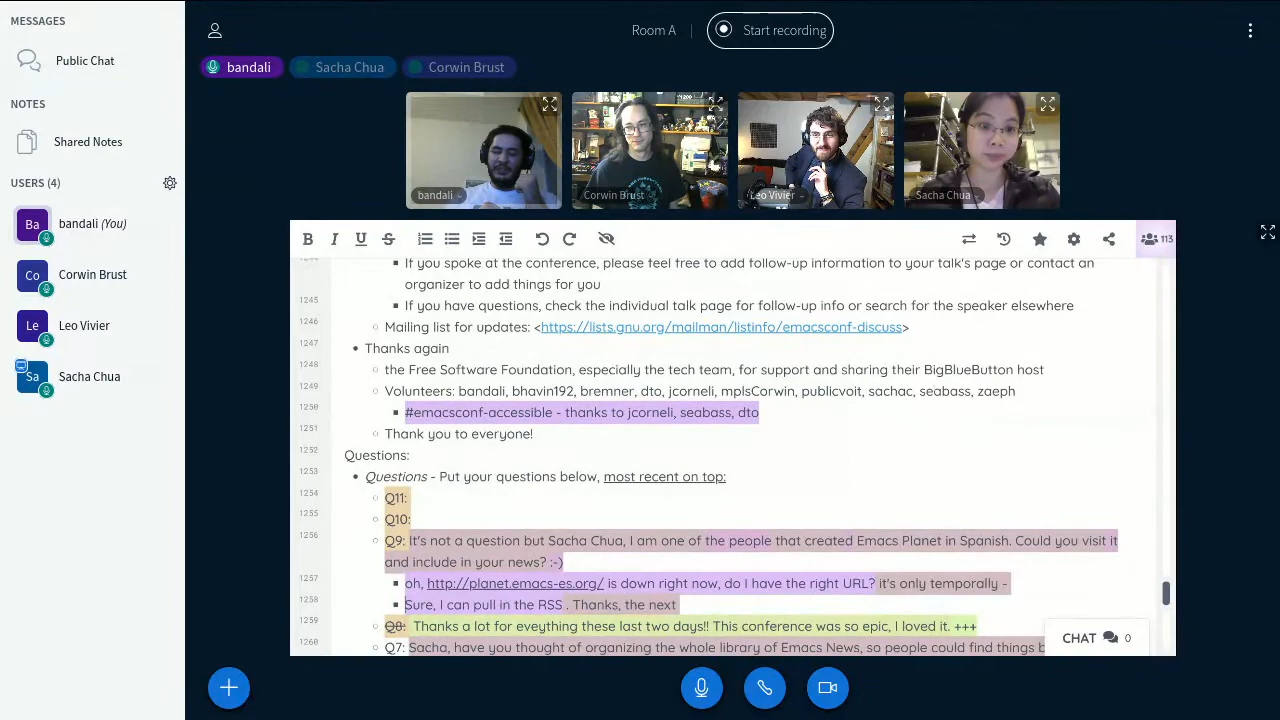 MESSAGES
Public Chat
NOTES
Shared Notes
USERS (4)
Ba
bandali (You)
Co
Corwin Brust
Le
Leo Vivier
Sa
Sacha Chua
Room A
Start recording
bandali
Sacha Chua
Corwin Brust
bandali
Corwin Brust
Leo Vivier
Sacha Chua
B I U S
113
If you spoke at the conference, please feel free to add follow-up information to your talk's page or contact an
organizer to add things for you
1245 If you have questions, check the individual talk page for follow-up info or search for the speaker elsewhere
1246 Mailing list for updates: <https://lists.gnu.org/mailman/listinfo/emacsconf-discuss>
1247 Thanks again
1248 the Free Software Foundation, especially the tech team, for support and sharing their BigBlueButton host
1249 Volunteers: bandali, bhavin192, bremner, dto, jcorneli, mplsCorwin, publicvoit, sachac, seabass, zaeph
1250 #emacsconf-accessible - thanks to jcorneli, seabass, dto
1251 Thank you to everyone!
1252 Questions:
1253 Questions - Put your questions below, most recent on top:
1254 Q11:
1255 Q10:
1256 Q9: It's not a question but Sacha Chua, I am one of the people that created Emacs Planet in Spanish. Could you visit it
and include in your news? :-)
1257 oh, http://planet.emacs-es.org/ is down right now, do I have the right URL? it's only temporally -
1258 Sure, I can pull in the RSS . Thanks, the next
1259 Q8: Thanks a lot for eveything these last two days!! This conference was so epic, I loved it. +++
1260 Q7: Sacha, have you thought of organizing the whole library of Emacs News, so people could find things b
CHAT 0